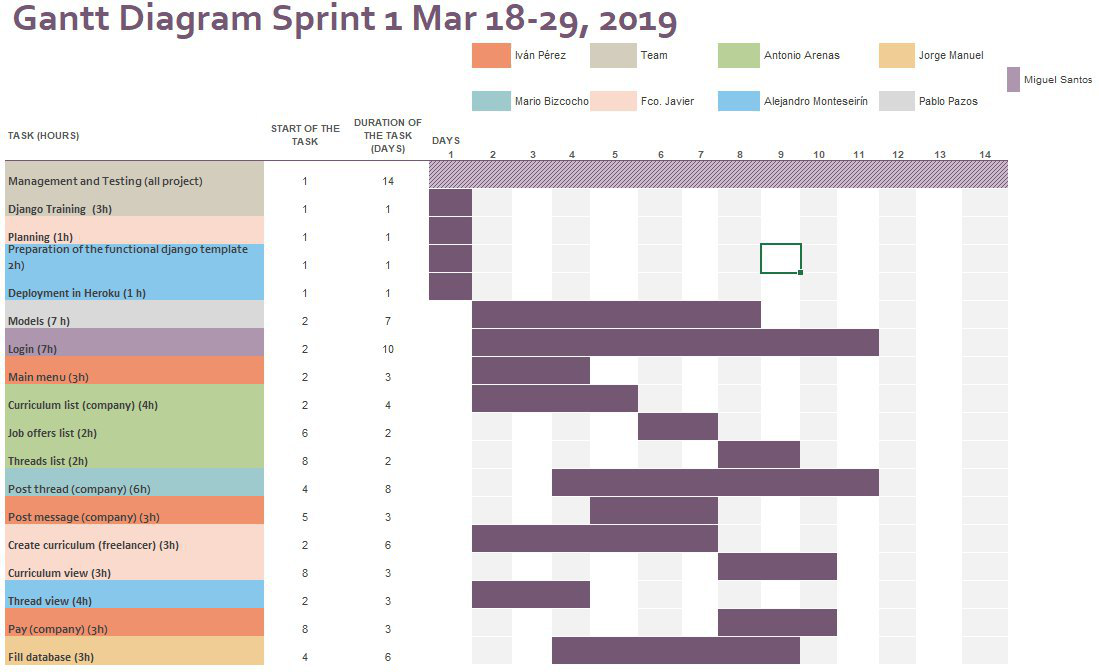 Gantt Diagram Sprint 1 Mar 18-29, 2019
Iván Pérez Team Antonio Arenas Jorge Manuel
Miguel Santos
Mario Bizcocho Fco. Javier Alejandro Monteseirín Pablo Pazos
TASK (HOURS) START OF THE TASK DURATION OF THE TASK (DAYS) DAYS
1 2 3 4 5 6 7 8 9 10 11 12 13 14
Management and Testing (all project) 1 14
Django Training (3h) 1 1
Planning (1h) 1 1
Preparation of the functional django template
2h) 1 1
Deployment in Heroku (1 h) 1 1
Models (7 h) 2 7
Login (7h) 2 10
Main menu (3h) 2 3
Curriculum list (company) (4h) 2 4
Job offers list (2h) 6 2
Threads list (2h) 8 2
Post thread (company) (6h) 4 8
Post message (company) (3h) 5 3
Create curriculum (freelancer) (3h) 2 6
Curriculum view (3h) 8 3
Thread view (4h) 2 3
Pay (company) (3h) 8 3
Fill database (3h) 4 6